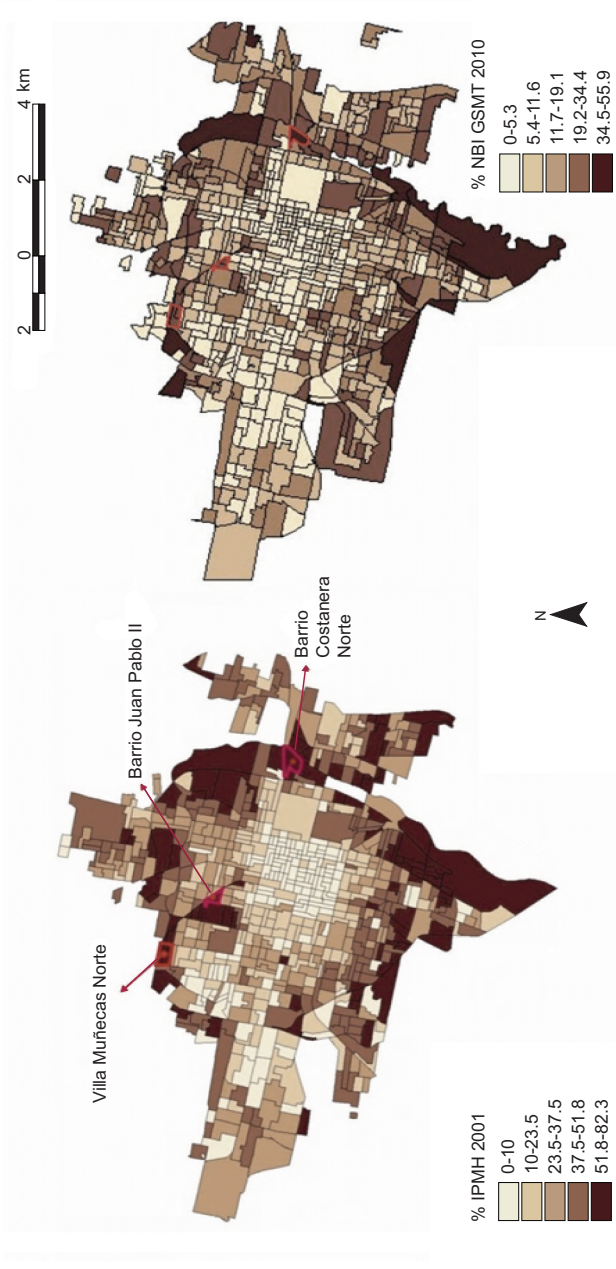 Villa Muñecas Norte
Barrio Juan Pablo II
Barrio
Costanera
Norte
% IPMH 2001
0-10
10-23.5
23.5-37.5
37.5-51.8
51.8-82.3
N
2 0 2 4 km
% NBI GSMT 2010
0-5.3
5.4-11.6
11.7-19.1
19.2-34.4
34.5-55.9